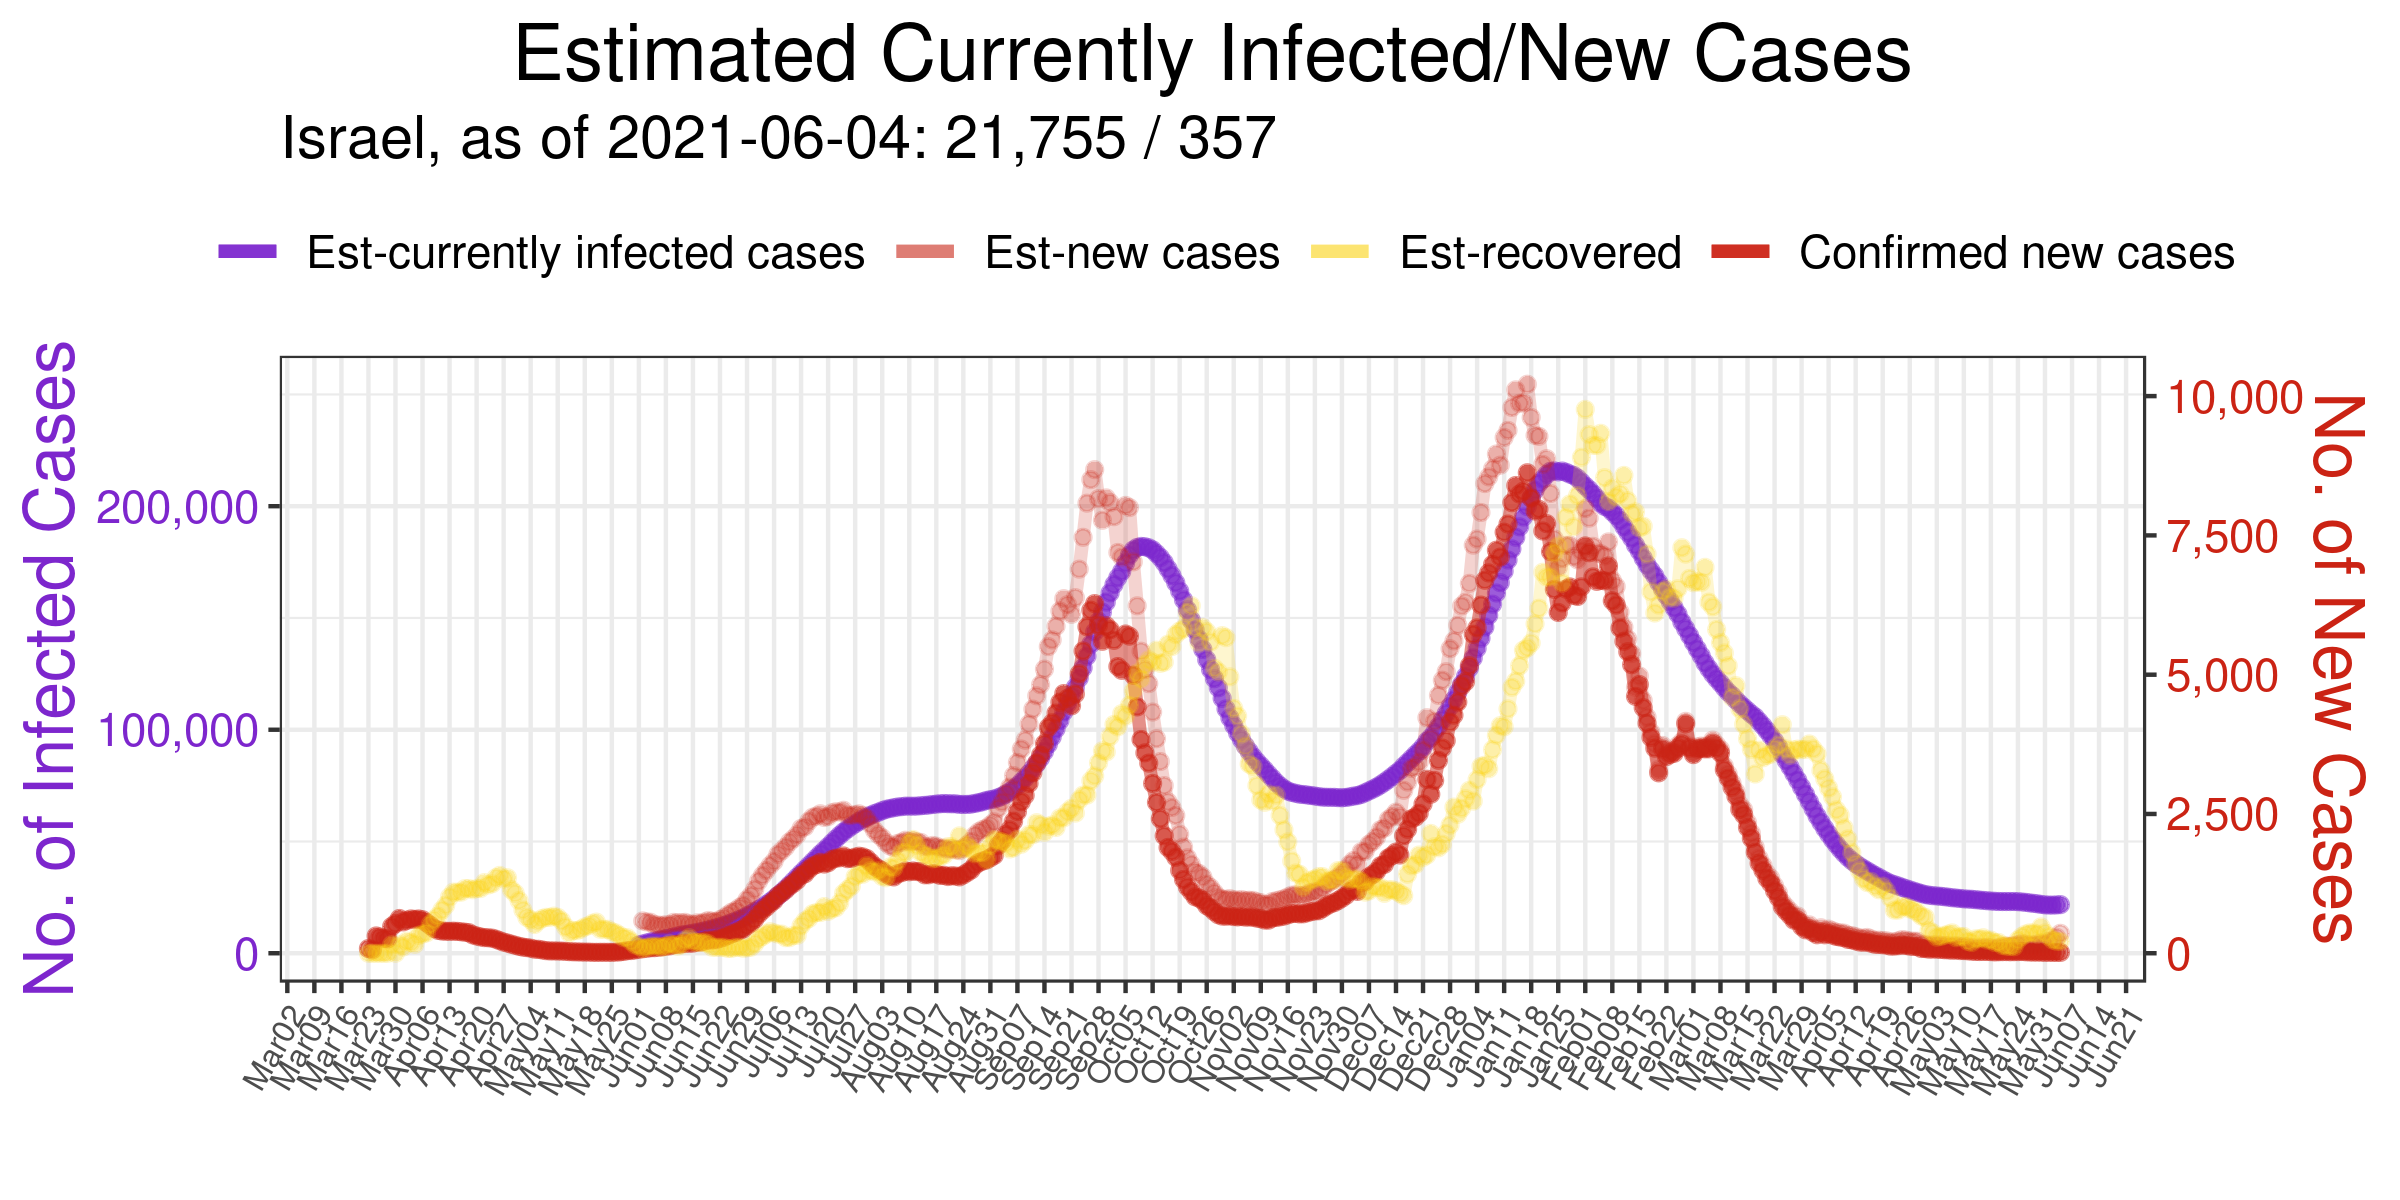 Estimated Currently Infected/New Cases
Israel, as of 2021-06-04: 21,755 / 357
Est-currently infected cases Est-new cases Est-recovered Confirmed new cases
No. of Infected Cases
200,000
100,000
0
10,000
7,500
5,000
2,500
0
No. of New Cases
Mar02 Mar09 Mar16 Mar23 Mar30 Apr06 Apr13 Apr20 Apr27 May04 May11 May18 May25 Jun01 Jun08 Jun15 Jun22 Jun29 Jul06 Jul13 Jul20 Jul27 Aug03 Aug10 Aug17 Aug24 Aug31 Sep07 Sep14 Sep21 Sep28 Oct05 Oct12 Oct19 Oct26 Nov02 Nov09 Nov16 Nov23 Nov30 Dec07 Dec14 Dec21 Dec28 Jan04 Jan11 Jan18 Jan25 Feb01 Feb08 Feb15 Feb22 Mar01 Mar08 Mar15 Mar22 Mar29 Apr05 Apr12 Apr19 Apr26 May03 May10 May17 May24 May31 Jun07 Jun14 Jun21